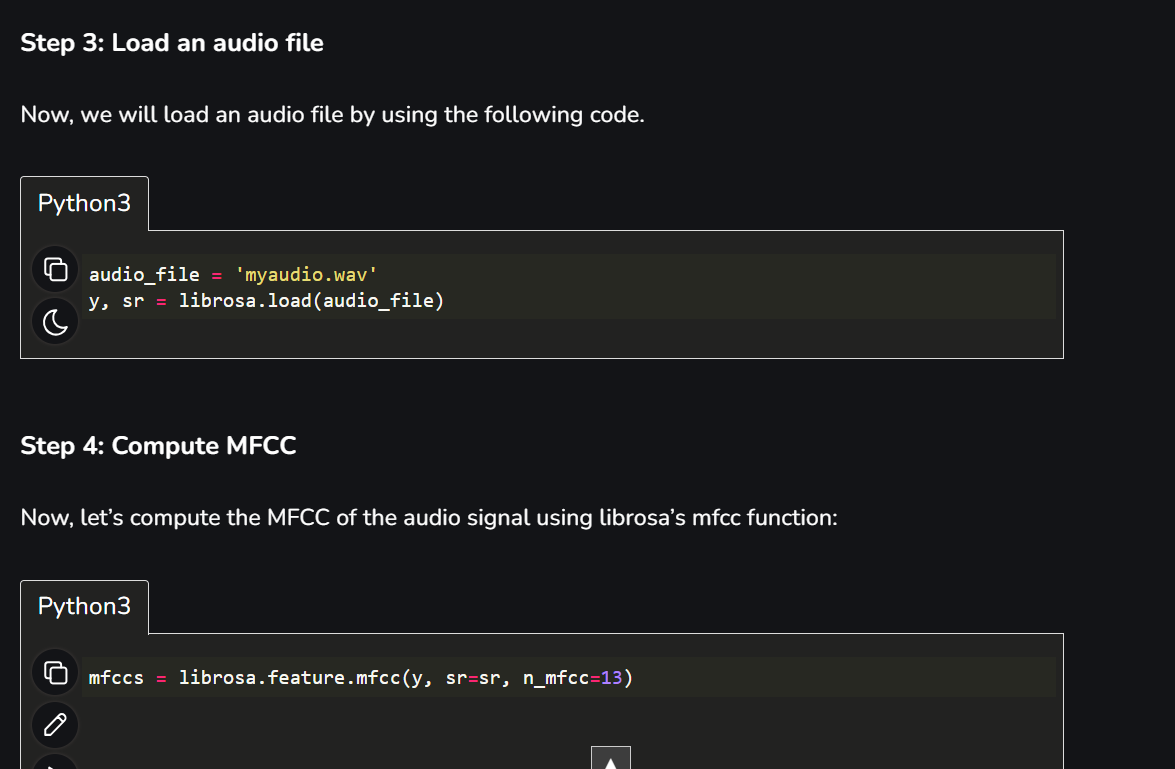 Step 3: Load an audio file
Now, we will load an audio file by using the following code.
Python3
audio_file = 'myaudio.wav'
y, sr = librosa.load(audio_file)
Step 4: Compute MFCC
Now, let’s compute the MFCC of the audio signal using librosa’s mfcc function:
Python3
mfccs = librosa.feature.mfcc(y, sr=sr, n_mfcc=13)